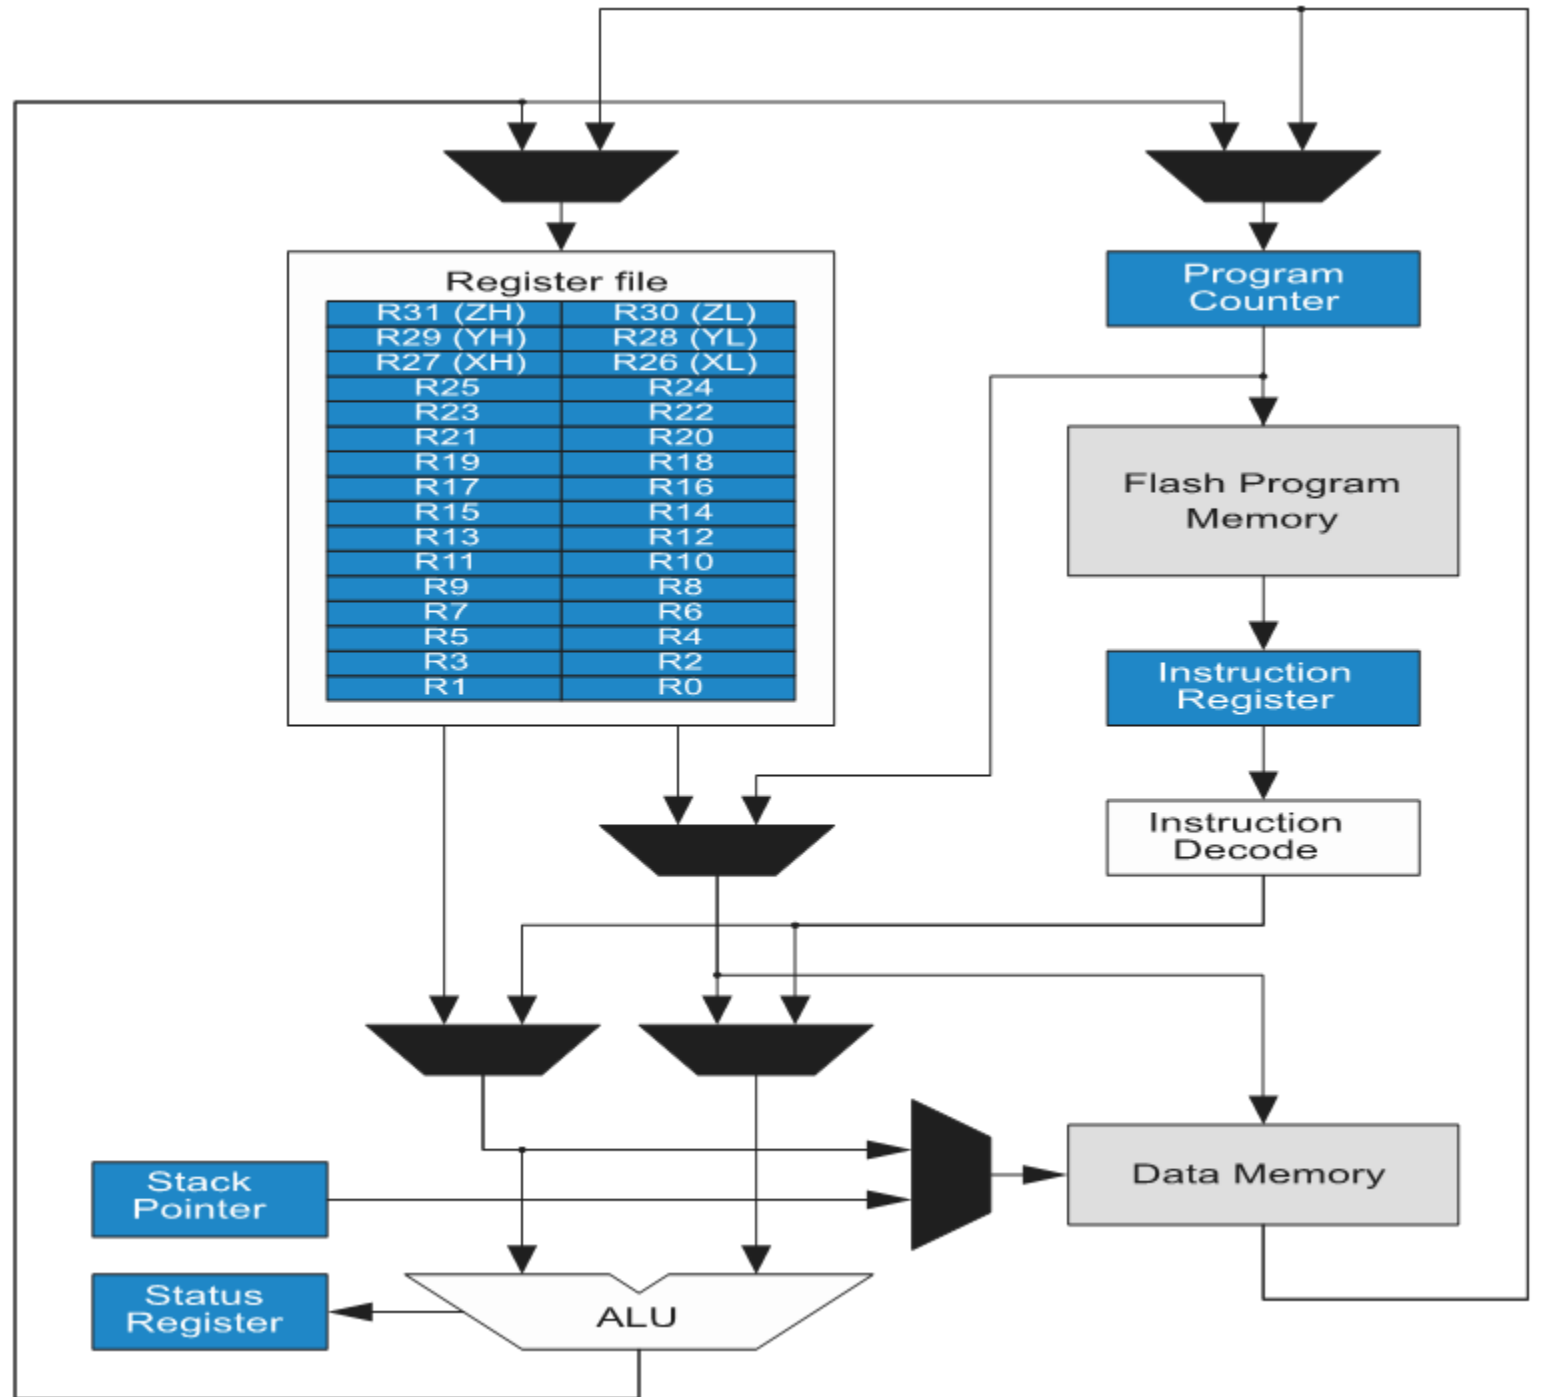 Register file
R31 (ZH) R30 (ZL)
R29 (YH) R28 (YL)
R27 (XH) R26 (XL)
R25 R24
R23 R22
R21 R20
R19 R18
R17 R16
R15 R14
R13 R12
R11 R10
R9 R8
R7 R6
R5 R4
R3 R2
R1 R0
Program
Counter
Flash Program
Memory
Instruction
Register
Instruction
Decode
Stack
Pointer
Data Memory
Status
Register
ALU